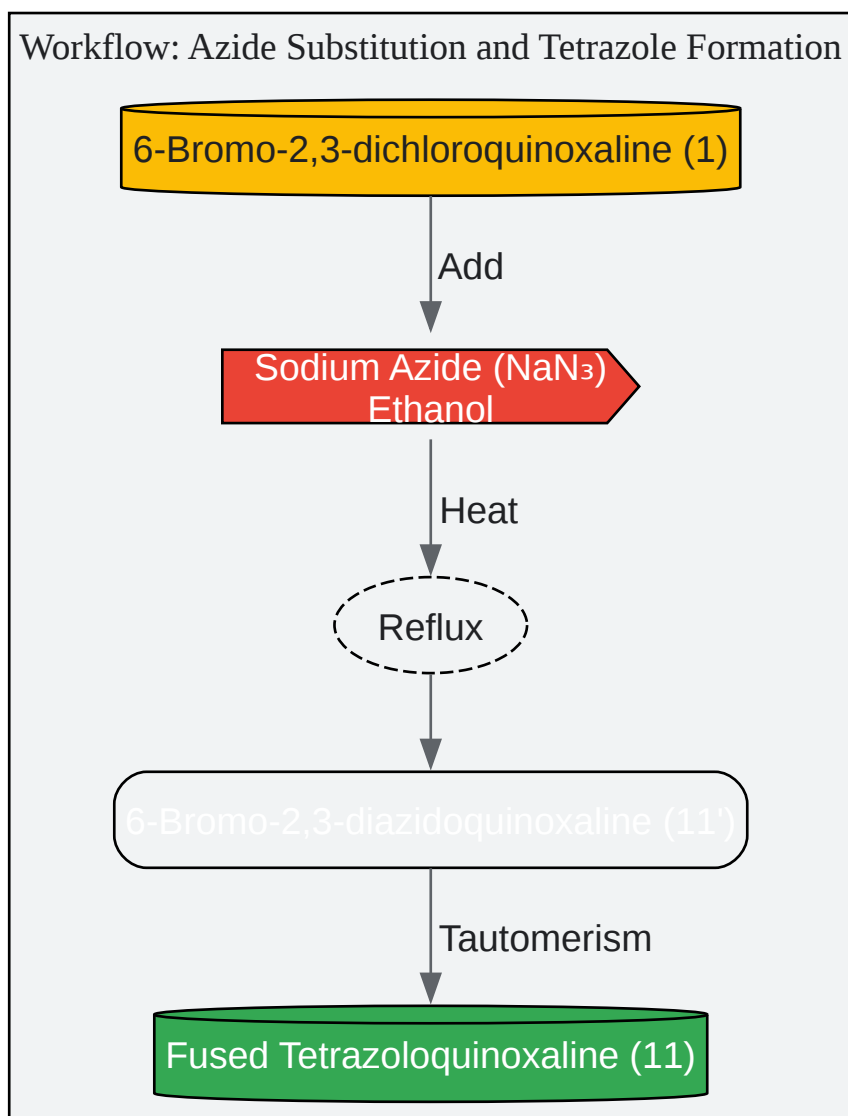 Workflow: Azide Substitution and Tetrazole Formation
6-Bromo-2,3-dichloroquinoxaline (1)
Add
Sodium Azide (NaN₃)
Ethanol
Heat
Reflux
6-Bromo-2,3-diazidoquinoxaline (11')
Tautomerism
Fused Tetrazoloquinoxaline (11)